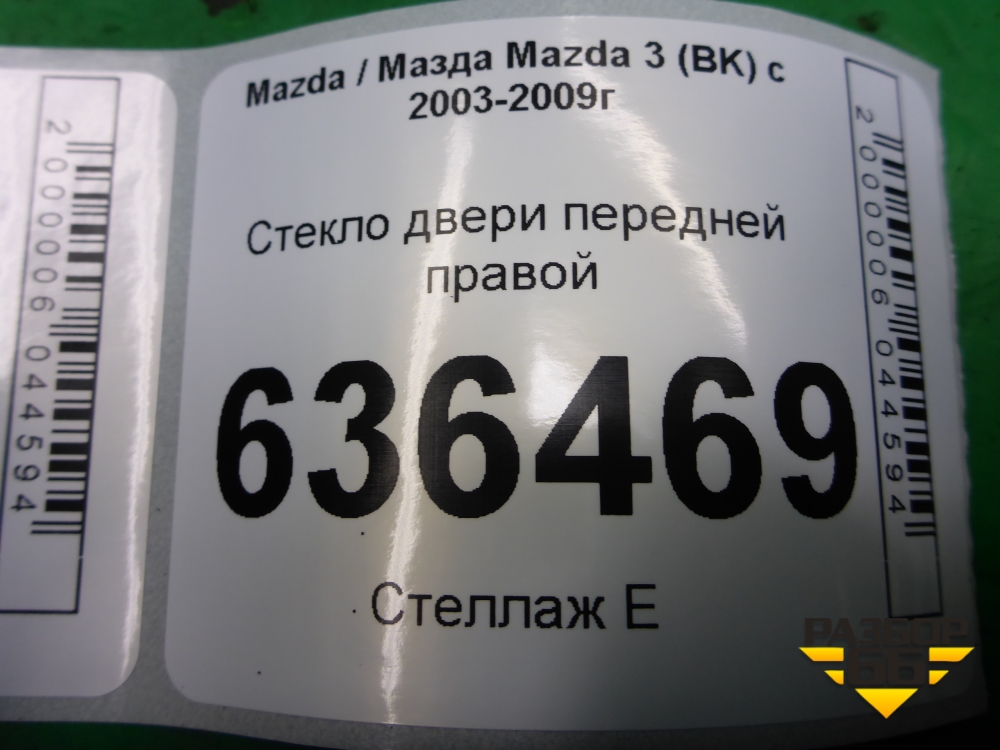 Mazda / Мазда Mazda 3 (BK) с
2003-2009г
Стекло двери передней
правой
636469
Стеллаж Е
2000006044594
2000006044594
РАЗБОР
66